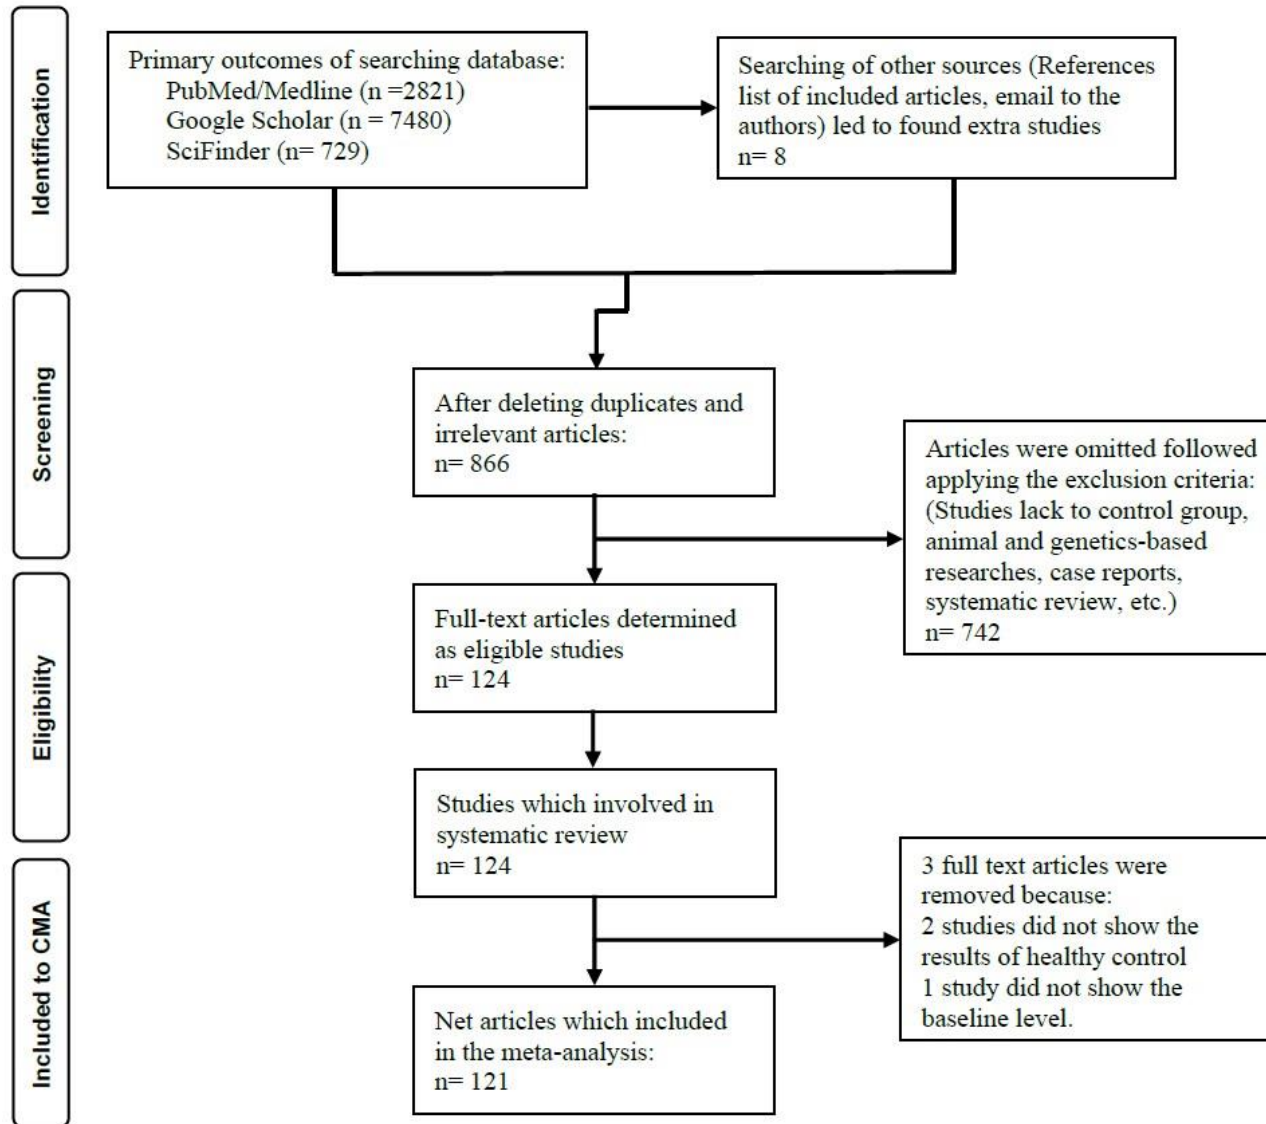 Identification
Primary outcomes of searching database:
PubMed/Medline (n =2821)
Google Scholar (n = 7480)
SciFinder (n= 729)
Searching of other sources (References
list of included articles, email to the
authors) led to found extra studies
n= 8
Screening
After deleting duplicates and
irrelevant articles:
n= 866
Articles were omitted followed
applying the exclusion criteria:
(Studies lack to control group,
animal and genetics-based
researches, case reports,
systematic review, etc.)
n= 742
Eligibility
Full-text articles determined
as eligible studies
n= 124
Studies which involved in
systematic review
n= 124
Included to CMA
3 full text articles were
removed because:
2 studies did not show the
results of healthy control
1 study did not show the
baseline level.
Net articles which included
in the meta-analysis:
n= 121